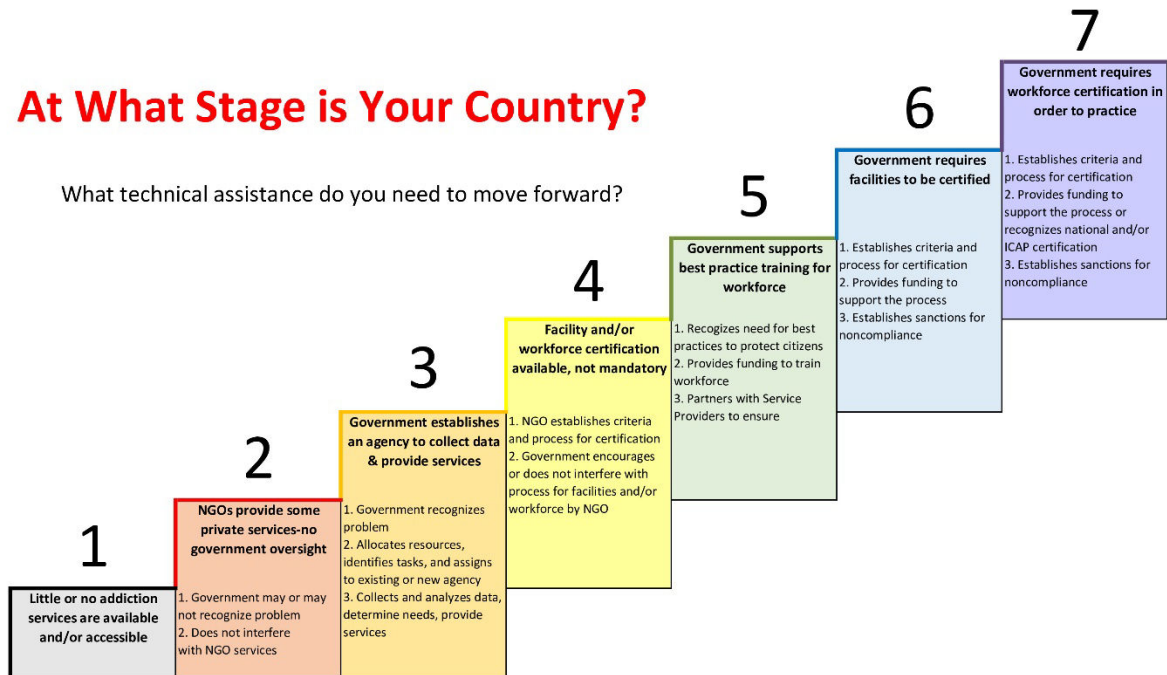 At What Stage is Your Country?
What technical assistance do you need to move forward?
1
Little or no addiction
services are available
and/or accessible
2
NGOs provide some
private services-no
government oversight
1. Government may or may
not recognize problem
2. Does not interfere
with NGO services
3
Government establishes
an agency to collect data
& provide services
1. Government recognizes
problem
2. Allocates resources,
identifies tasks, and assigns
to existing or new agency
3. Collects and analyzes data,
determine needs, provide
services
4
Facility and/or
workforce certification
available, not mandatory
1. NGO establishes criteria
and process for certification
2. Government encourages
or does not interfere with
process for facilities and/or
workforce by NGO
5
Government supports
best practice training for
workforce
1. Recogizes need for best
practices to protect citizens
2. Provides funding to train
workforce
3. Partners with Service
Providers to ensure
6
Government requires
facilities to be certified
1. Establishes criteria and
process for certification
2. Provides funding to
support the process
3. Establishes sanctions for
noncompliance
7
Government requires
workforce certification in
order to practice
1. Establishes criteria and
process for certification
2. Provides funding to
support the process or
recognizes national and/or
ICAP certification
3. Establishes sanctions for
noncompliance